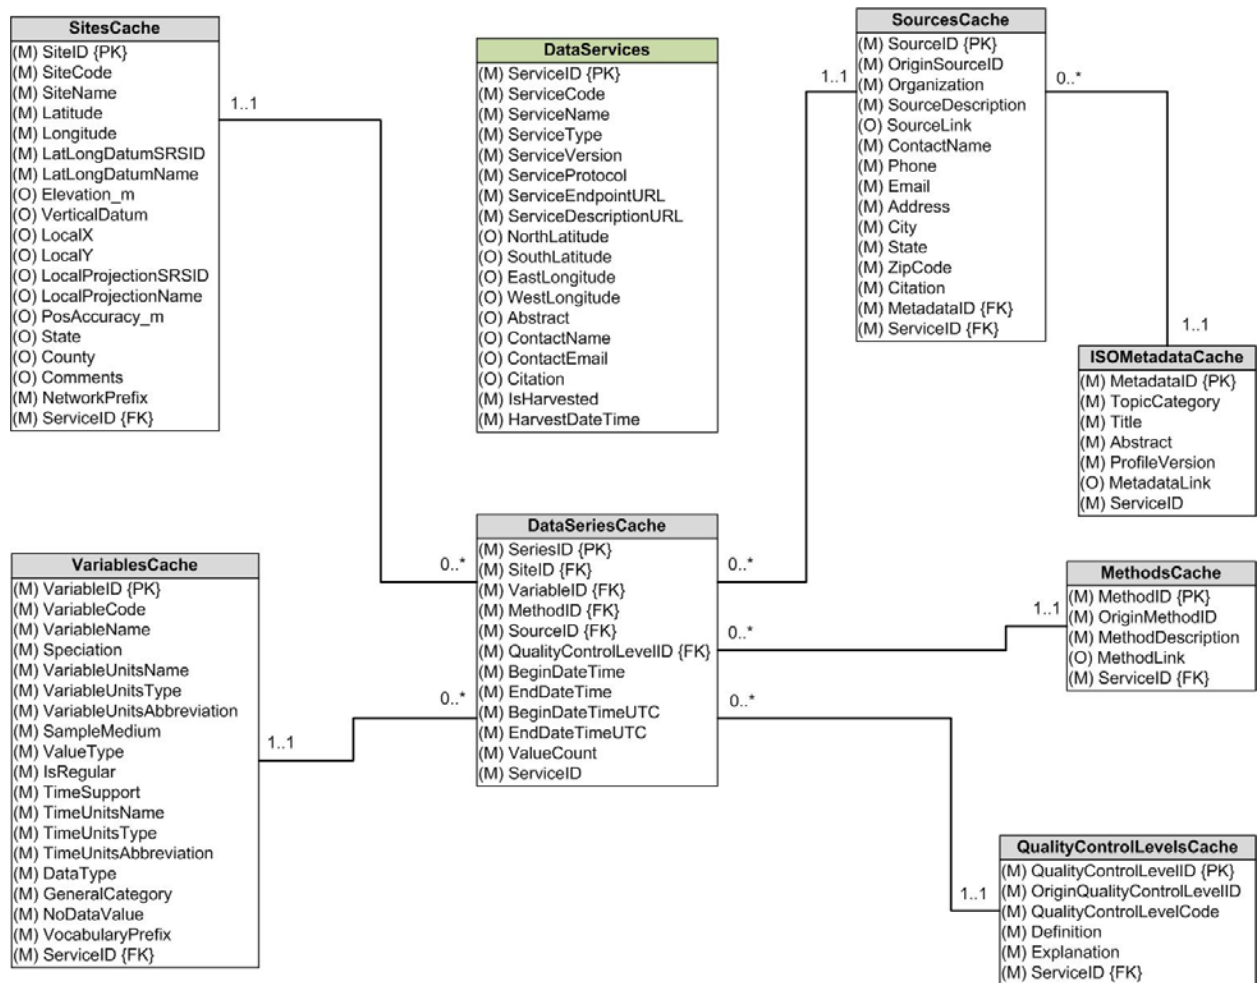 SitesCache
(M) SiteID {PK}
(M) SiteCode
(M) SiteName
(M) Latitude
(M) Longitude
(M) LatLongDatumSRSID
(M) LatLongDatumName
(O) Elevation_m
(O) VerticalDatum
(O) LocalX
(O) LocalY
(O) LocalProjectionSRSID
(O) LocalProjectionName
(O) PosAccuracy_m
(O) State
(O) County
(O) Comments
(M) NetworkPrefix
(M) ServiceID {FK}
1..1
0..*
DataServices
(M) ServiceID {PK}
(M) ServiceCode
(M) ServiceName
(M) ServiceType
(M) ServiceVersion
(M) ServiceProtocol
(M) ServiceEndpointURL
(M) ServiceDescriptionURL
(O) NorthLatitude
(O) SouthLatitude
(O) EastLongitude
(O) WestLongitude
(O) Abstract
(O) ContactName
(O) ContactEmail
(O) Citation
(M) IsHarvested
(M) HarvestDateTime
SourcesCache
(M) SourceID {PK}
(M) OriginSourceID
(M) Organization
(M) SourceDescription
(O) SourceLink
(M) ContactName
(M) Phone
(M) Email
(M) Address
(M) City
(M) State
(M) ZipCode
(M) Citation
(M) MetadataID {FK}
(M) ServiceID {FK}
1..1
0..*
0..*
1..1
ISOMetadataCache
(M) MetadataID {PK}
(M) TopicCategory
(M) Title
(M) Abstract
(M) ProfileVersion
(O) MetadataLink
(M) ServiceID
VariablesCache
(M) VariableID {PK}
(M) VariableCode
(M) VariableName
(M) Speciation
(M) VariableUnitsName
(M) VariableUnitsType
(M) VariableUnitsAbbreviation
(M) SampleMedium
(M) ValueType
(M) IsRegular
(M) TimeSupport
(M) TimeUnitsName
(M) TimeUnitsType
(M) TimeUnitsAbbreviation
(M) DataType
(M) GeneralCategory
(M) NoDataValue
(M) VocabularyPrefix
(M) ServiceID {FK}
1..1
0..*
DataSeriesCache
(M) SeriesID {PK}
(M) SiteID {FK}
(M) VariableID {FK}
(M) MethodID {FK}
(M) SourceID {FK}
(M) QualityControlLevelID {FK}
(M) BeginDateTime
(M) EndDateTime
(M) BeginDateTimeUTC
(M) EndDateTimeUTC
(M) ValueCount
(M) ServiceID
0..*
1..1
MethodsCache
(M) MethodID {PK}
(M) OriginMethodID
(M) MethodDescription
(O) MethodLink
(M) ServiceID {FK}
0..*
1..1
QualityControlLevelsCache
(M) QualityControlLevelID {PK}
(M) OriginQualityControlLevelID
(M) QualityControlLevelCode
(M) Definition
(M) Explanation
(M) ServiceID {FK}